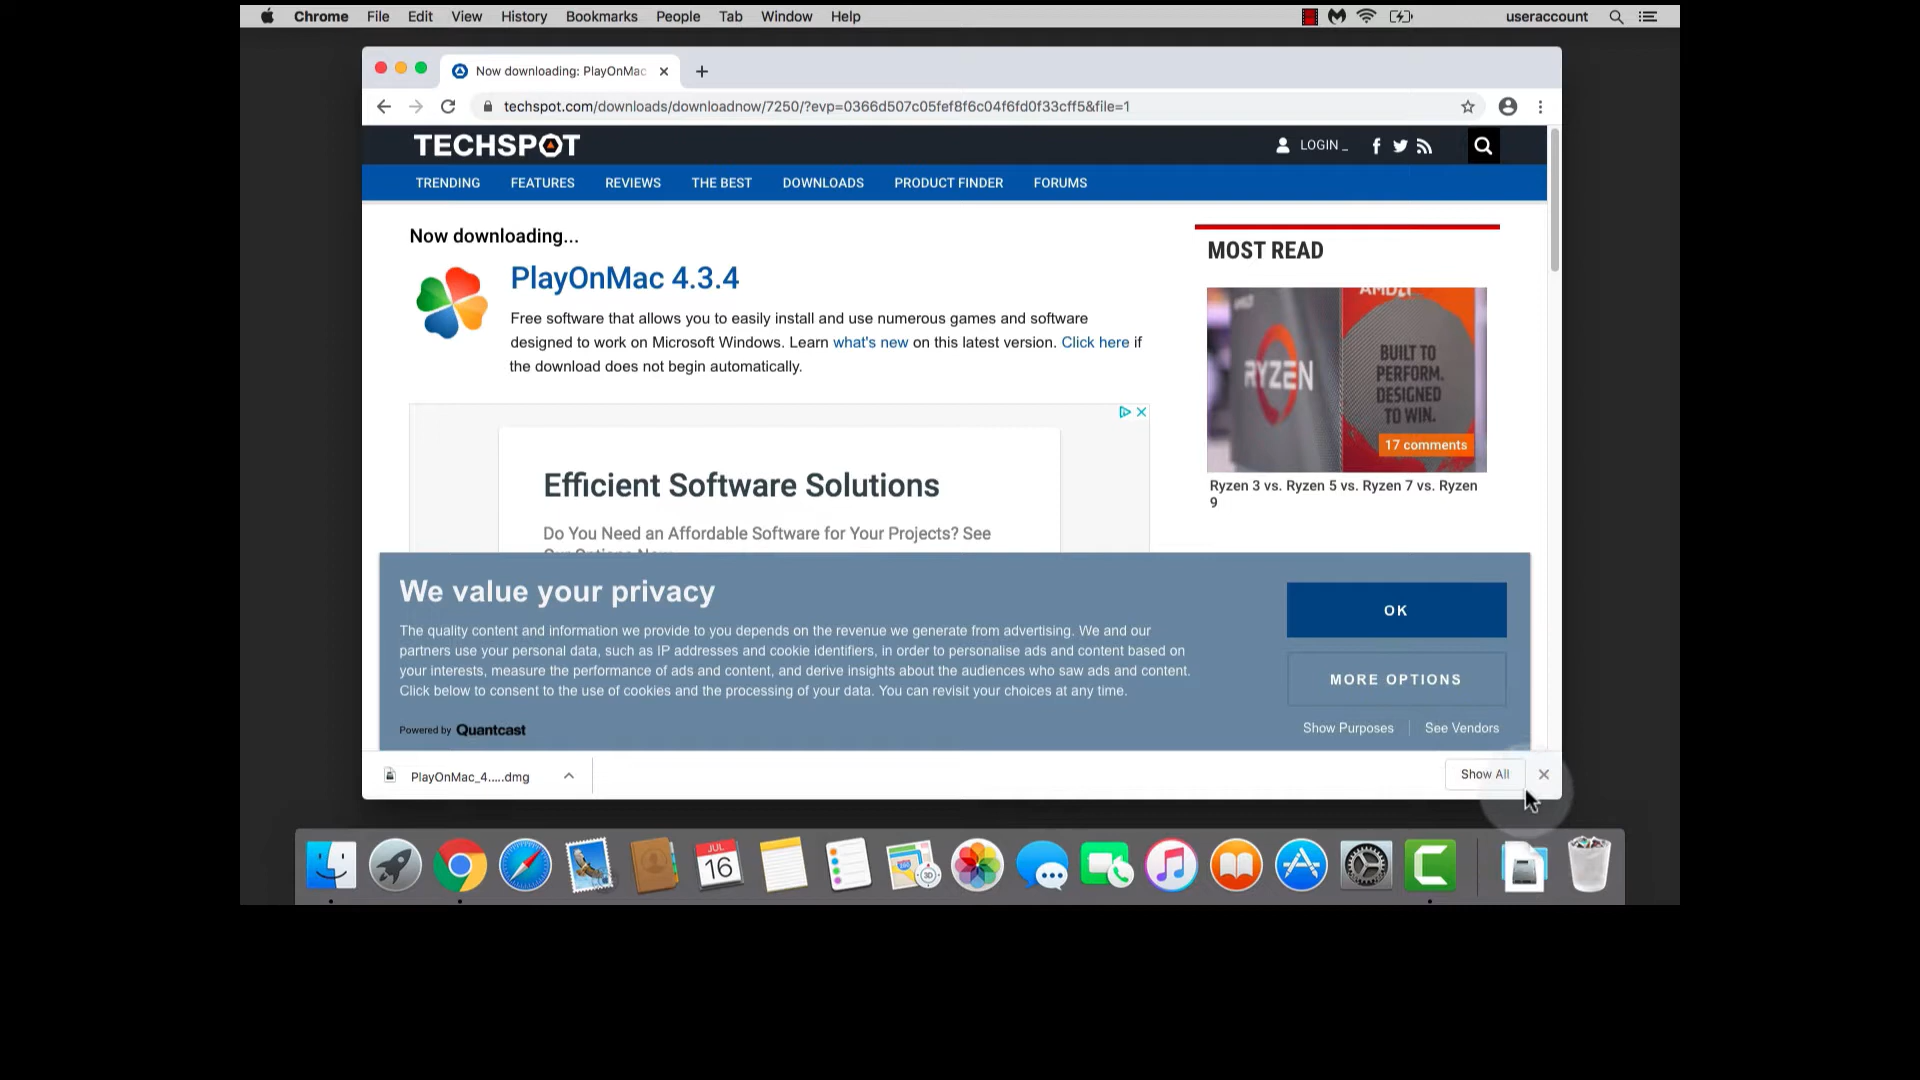 Chrome File Edit View History Bookmarks People Tab Window Help useraccount
Now downloading: PlayOnMac
techspot.com/downloads/downloadnow/7250/?evp=0366d507c05fef8f6c04f6fd0f33cff5&file=1
TECHSPOT LOGIN _
TRENDING FEATURES REVIEWS THE BEST DOWNLOADS PRODUCT FINDER FORUMS
Now downloading...
PlayOnMac 4.3.4
Free software that allows you to easily install and use numerous games and software
designed to work on Microsoft Windows. Learn what's new on this latest version. Click here if
the download does not begin automatically.
MOST READ
AMD
RYZEN
BUILT TO
PERFORM.
DESIGNED
TO WIN.
17 comments
Ryzen 3 vs. Ryzen 5 vs. Ryzen 7 vs. Ryzen
9
Efficient Software Solutions
Do You Need an Affordable Software for Your Projects? See
We value your privacy
The quality content and information we provide to you depends on the revenue we generate from advertising. We and our
partners use your personal data, such as IP addresses and cookie identifiers, in order to personalise ads and content based on
your interests, measure the performance of ads and content, and derive insights about the audiences who saw ads and content.
Click below to consent to the use of cookies and the processing of your data. You can revisit your choices at any time.
Powered by Quantcast
OK
MORE OPTIONS
Show Purposes See Vendors
PlayOnMac_4.....dmg
Show All
JUL
16
3D